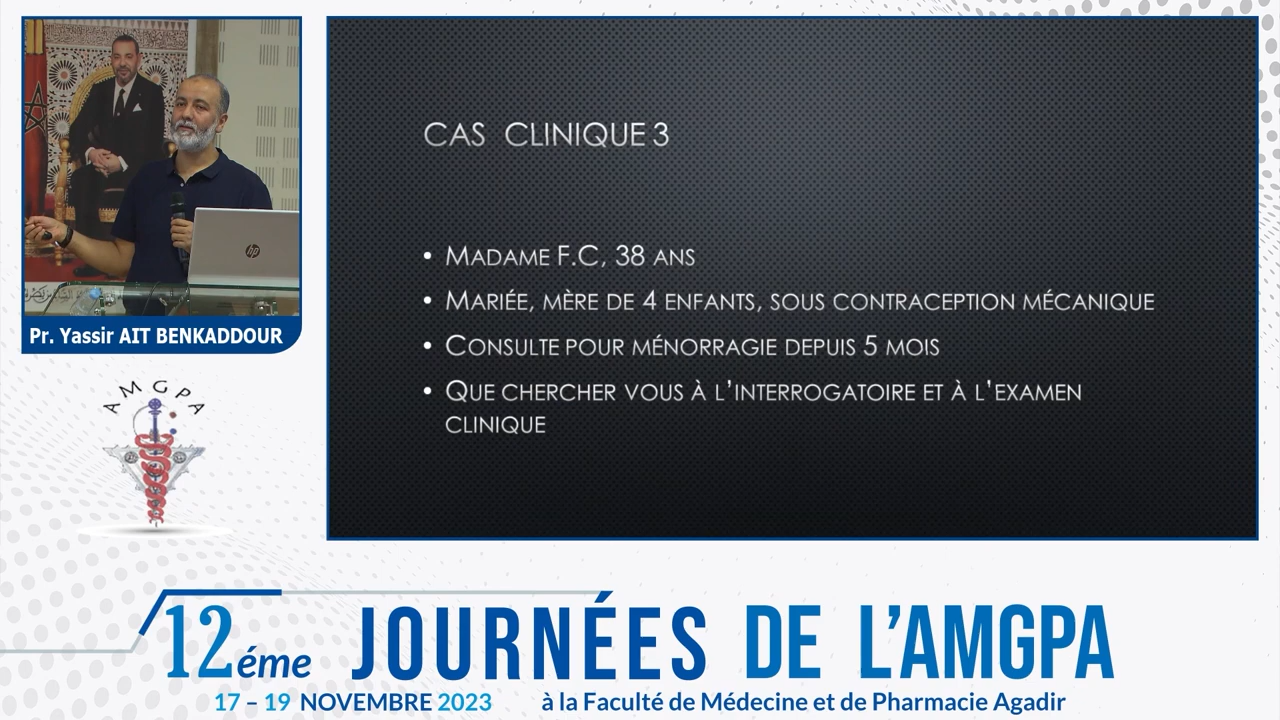 Pr. Yassir AIT BENKADDOUR
AMGPA
hp
CAS CLINIQUE 3
• MADAME F.C, 38 ANS
• MARIÉE, MÈRE DE 4 ENFANTS, SOUS CONTRACEPTION MÉCANIQUE
• CONSULTE POUR MÉNORRAGIE DEPUIS 5 MOIS
• QUE CHERCHER VOUS À L'INTERROGATOIRE ET À L'EXAMEN
CLINIQUE
12éme JOURNÉES DE L'AMGPA
17 – 19 NOVEMBRE 2023 à la Faculté de Médecine et de Pharmacie Agadir